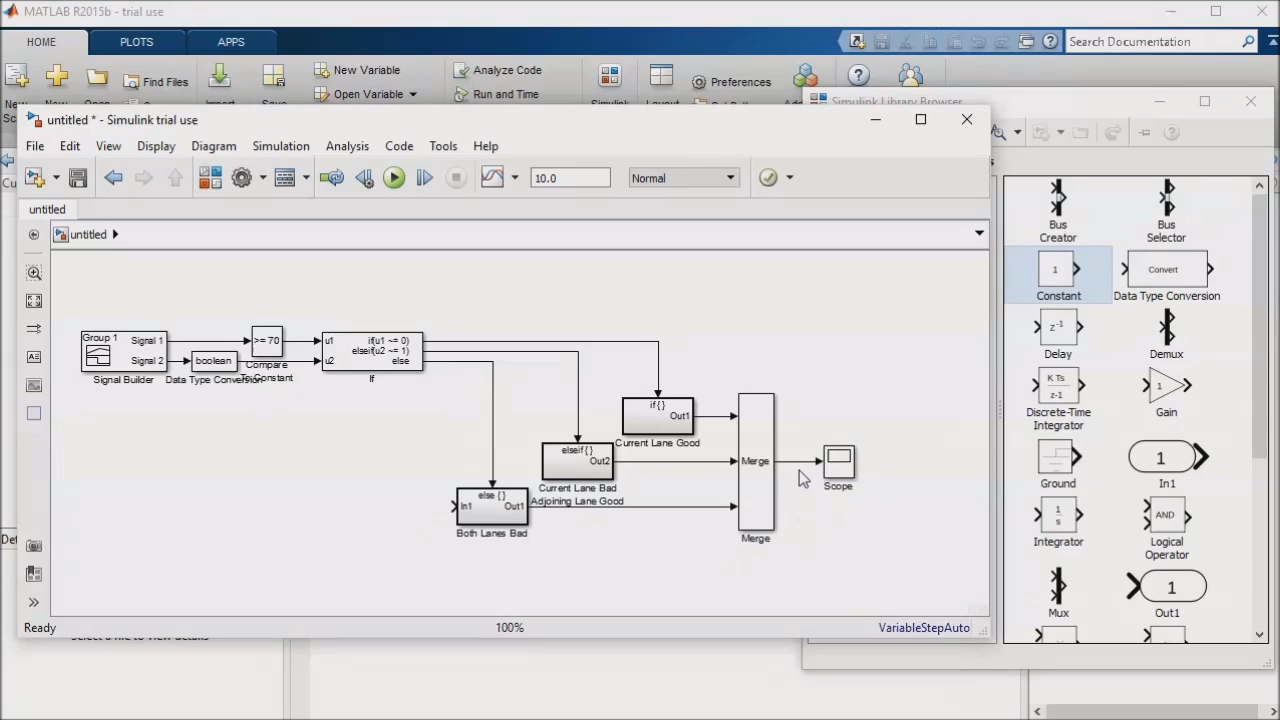 MATLAB R2015b - trial use
HOME
PLOTS
APPS
Search Documentation
Find Files
New Variable
Open Variable
Analyze Code
Run and Time
Preferences
Simulink Library Browser
untitled * - Simulink trial use
File Edit View Display Diagram Simulation Analysis Code Tools Help
10.0
Normal
untitled
untitled
Group 1
Signal 1
Signal 2
Signal Builder
boolean
Data Type Conversion
>= 70
Compare
To Constant
u1
u2
if(u1 ~= 0)
elseif(u2 ~= 1)
else
If
if { }
Out1
Current Lane Good
elseif { }
Out2
Current Lane Bad
Adjoining Lane Good
else { }
In1
Out1
Both Lanes Bad
Merge
Merge
Scope
Ready
100%
VariableStepAuto
Bus
Creator
Bus
Selector
1
Constant
Convert
Data Type Conversion
z-1
Delay
Demux
K Ts
z-1
Discrete-Time
Integrator
1
Gain
Ground
1
In1
1
s
Integrator
AND
Logical
Operator
Mux
1
Out1